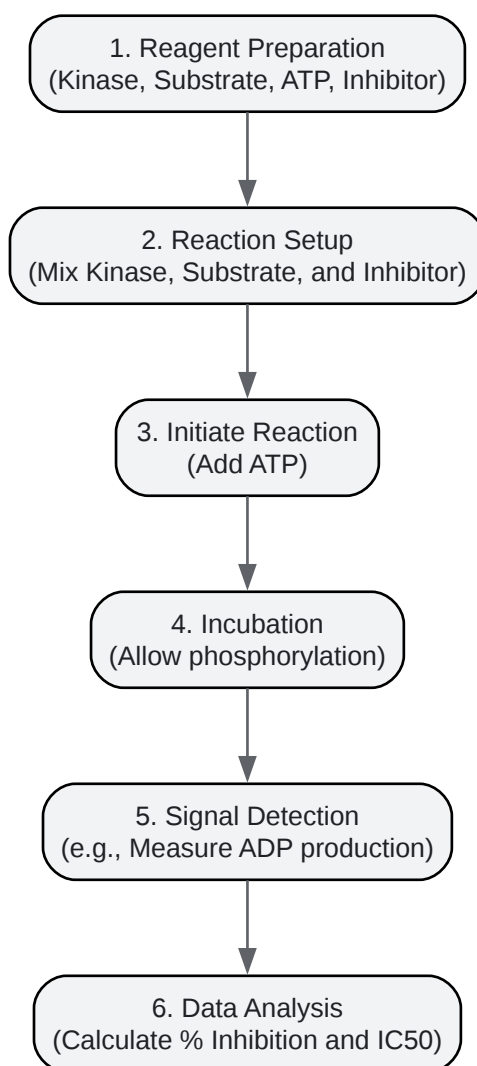 1. Reagent Preparation
(Kinase, Substrate, ATP, Inhibitor)
2. Reaction Setup
(Mix Kinase, Substrate, and Inhibitor)
3. Initiate Reaction
(Add ATP)
4. Incubation
(Allow phosphorylation)
5. Signal Detection
(e.g., Measure ADP production)
6. Data Analysis
(Calculate % Inhibition and IC50)